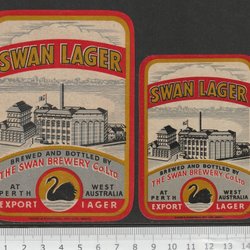 SWAN LAGER
BREWED AND BOTTLED BY
THE SWAN BREWERY Co Ltd
AT WEST
PERTH AUSTRALIA
EXPORT LAGER
SWAN LAGER
BREWED AND BOTTLED BY
THE SWAN BREWERY Co Ltd
AT WEST
PERTH AUSTRALIA
EXPORT LAGER